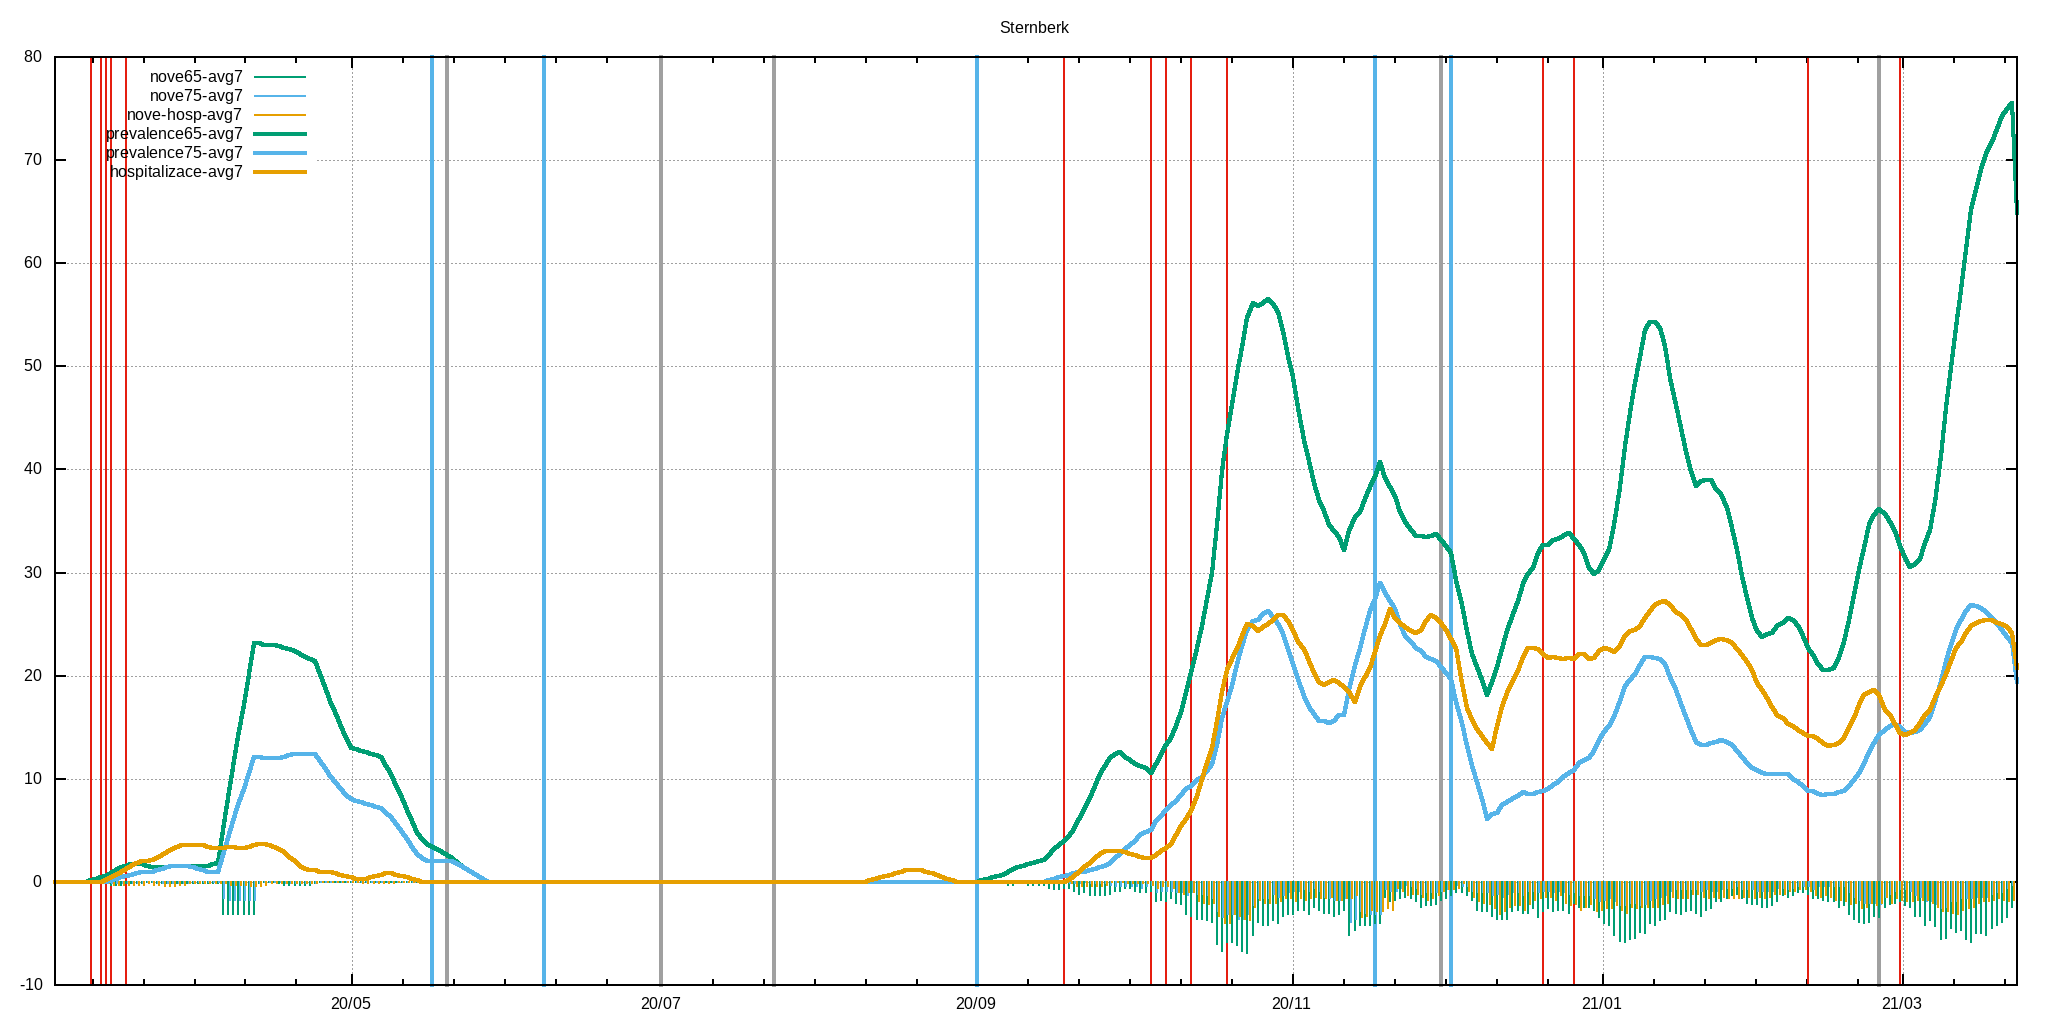 Sternberk
80
70
60
50
40
30
20
10
0
-10
nove65-avg7
nove75-avg7
nove-hosp-avg7
prevalence65-avg7
prevalence75-avg7
hospitalizace-avg7
20/05 20/07 20/09 20/11 21/01 21/03